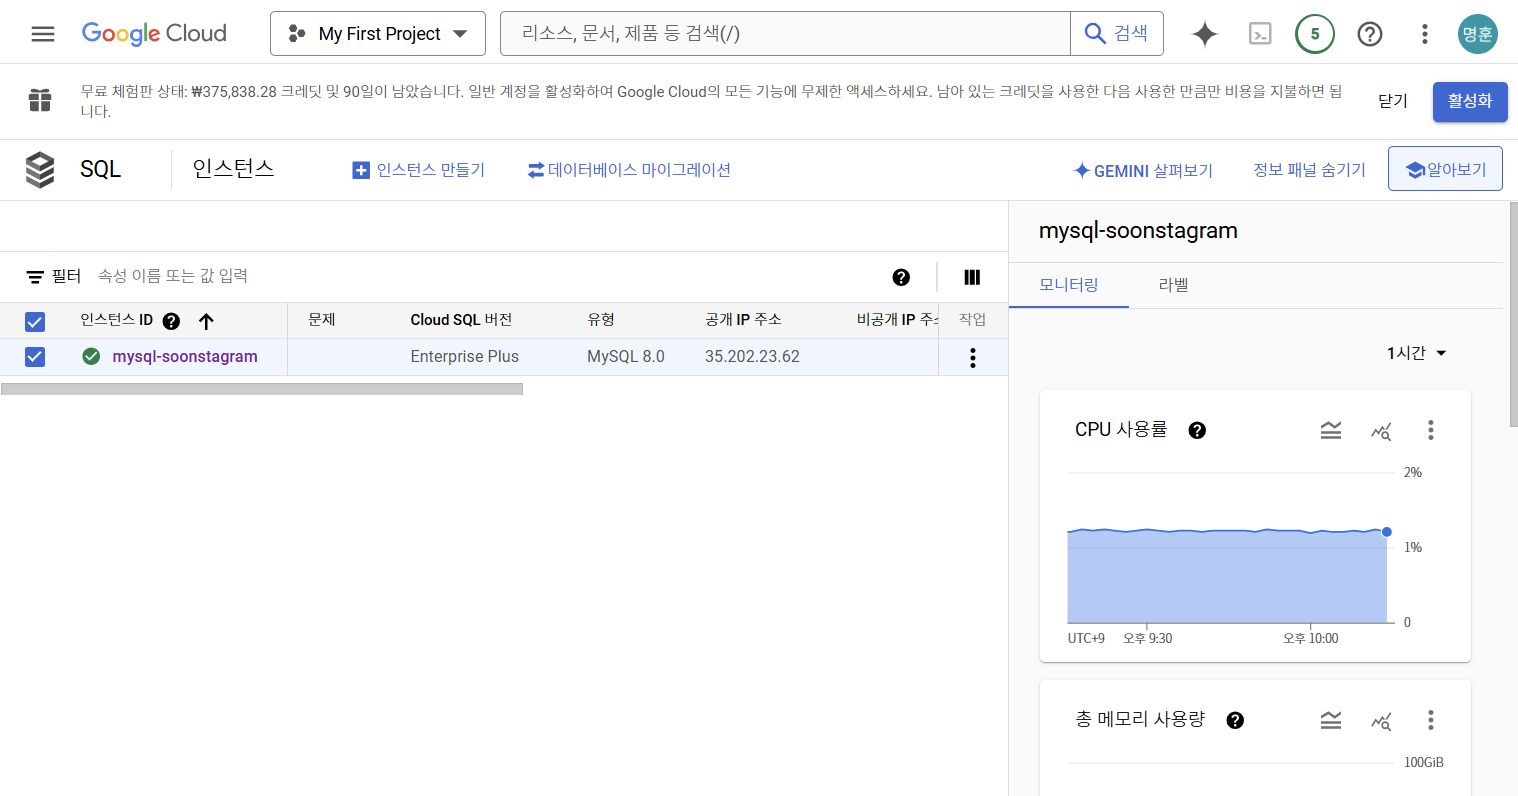 Google Cloud
My First Project
리소스, 문서, 제품 등 검색(/)
검색
5
명훈
무료 체험판 상태: ₩375,838.28 크레딧 및 90일이 남았습니다. 일반 계정을 활성화하여 Google Cloud의 모든 기능에 무제한 액세스하세요. 남아 있는 크레딧을 사용한 다음 사용한 만큼만 비용을 지불하면 됩
니다.
닫기
활성화
SQL
인스턴스
인스턴스 만들기
데이터베이스 마이그레이션
GEMINI 살펴보기
정보 패널 숨기기
알아보기
필터
속성 이름 또는 값 입력
인스턴스 ID
문제
Cloud SQL 버전
유형
공개 IP 주소
비공개 IP 주소
작업
mysql-soonstagram
Enterprise Plus
MySQL 8.0
35.202.23.62
mysql-soonstagram
모니터링
라벨
1시간
CPU 사용률
2%
1%
0
UTC+9
오후 9:30
오후 10:00
총 메모리 사용량
100GiB